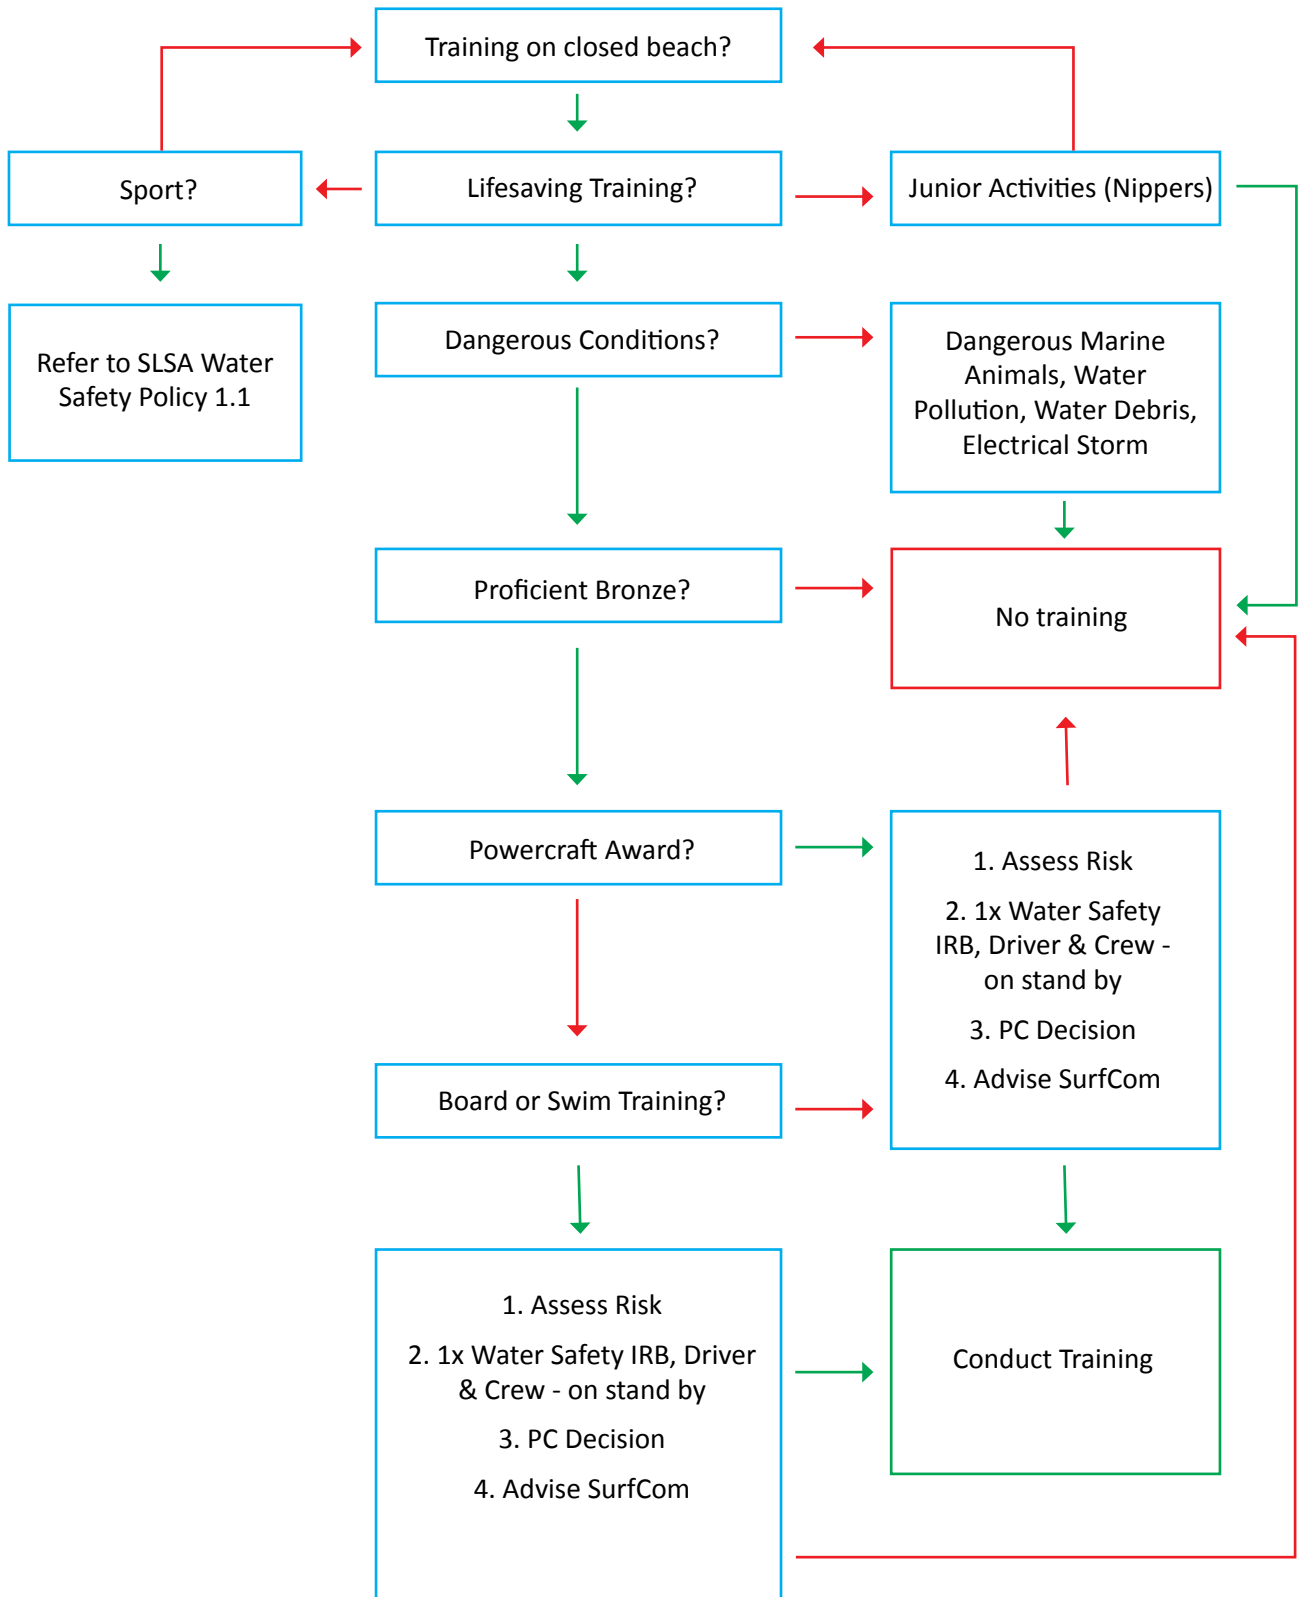 Training on closed beach?
Sport?
Lifesaving Training?
Junior Activities (Nippers)
Refer to SLSA Water
Safety Policy 1.1
Dangerous Conditions?
Dangerous Marine
Animals, Water
Pollution, Water Debris,
Electrical Storm
Proficient Bronze?
No training
Powercraft Award?
1. Assess Risk
2. 1x Water Safety
IRB, Driver & Crew -
on stand by
3. PC Decision
4. Advise SurfCom
Board or Swim Training?
1. Assess Risk
2. 1x Water Safety IRB, Driver
& Crew - on stand by
3. PC Decision
4. Advise SurfCom
Conduct Training